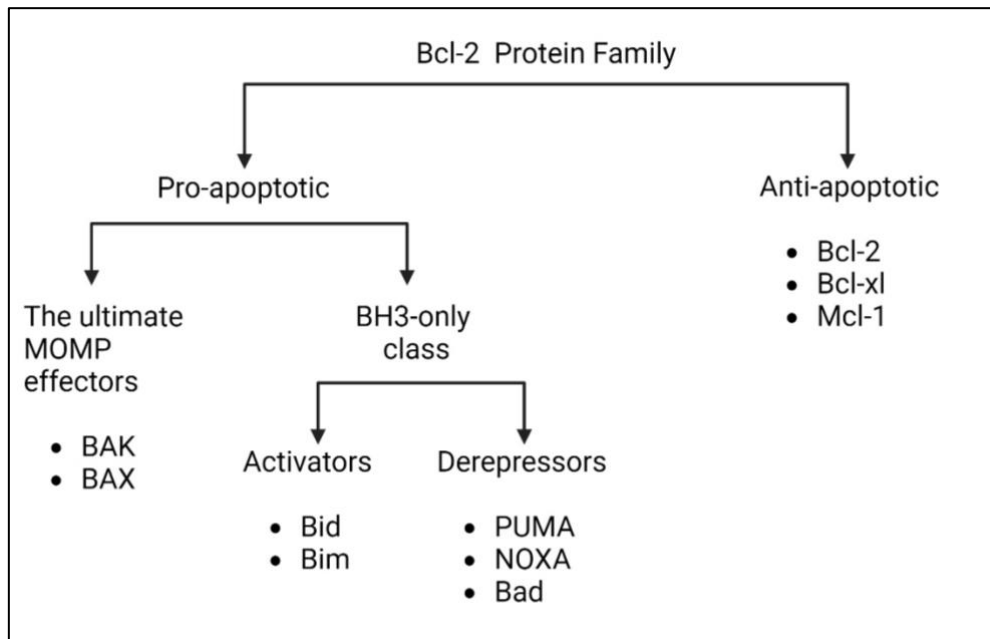 Bcl-2 Protein Family
Pro-apoptotic
Anti-apoptotic
• Bcl-2
• Bcl-xl
• Mcl-1
The ultimate
MOMP
effectors
• BAK
• BAX
BH3-only
class
Activators
• Bid
• Bim
Derepressors
• PUMA
• NOXA
• Bad